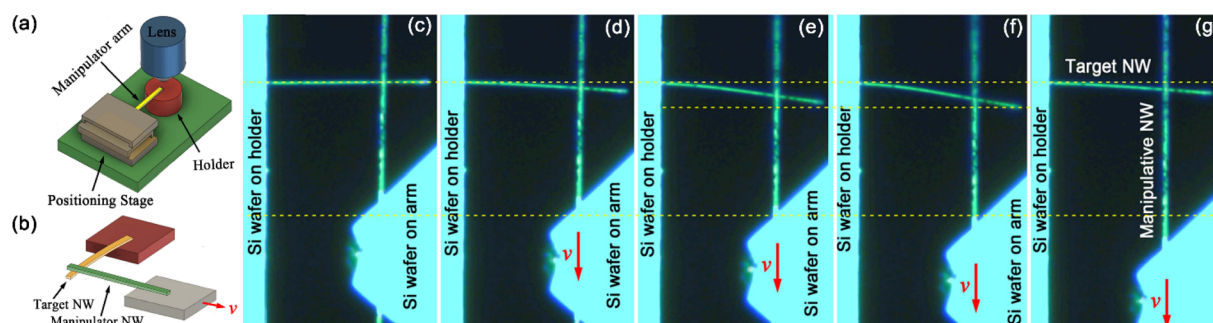 (a)
Lens
Manipulator arm
Holder
Positioning Stage
(b)
Target NW
Manipulator NW
v
(c)
Si wafer on holder
Si wafer on arm
(d)
Si wafer on holder
Si wafer on arm
v
(e)
Si wafer on holder
Si wafer on arm
v
(f)
Si wafer on holder
Si wafer on arm
v
(g)
Target NW
Manipulative NW
Si wafer on holder
v